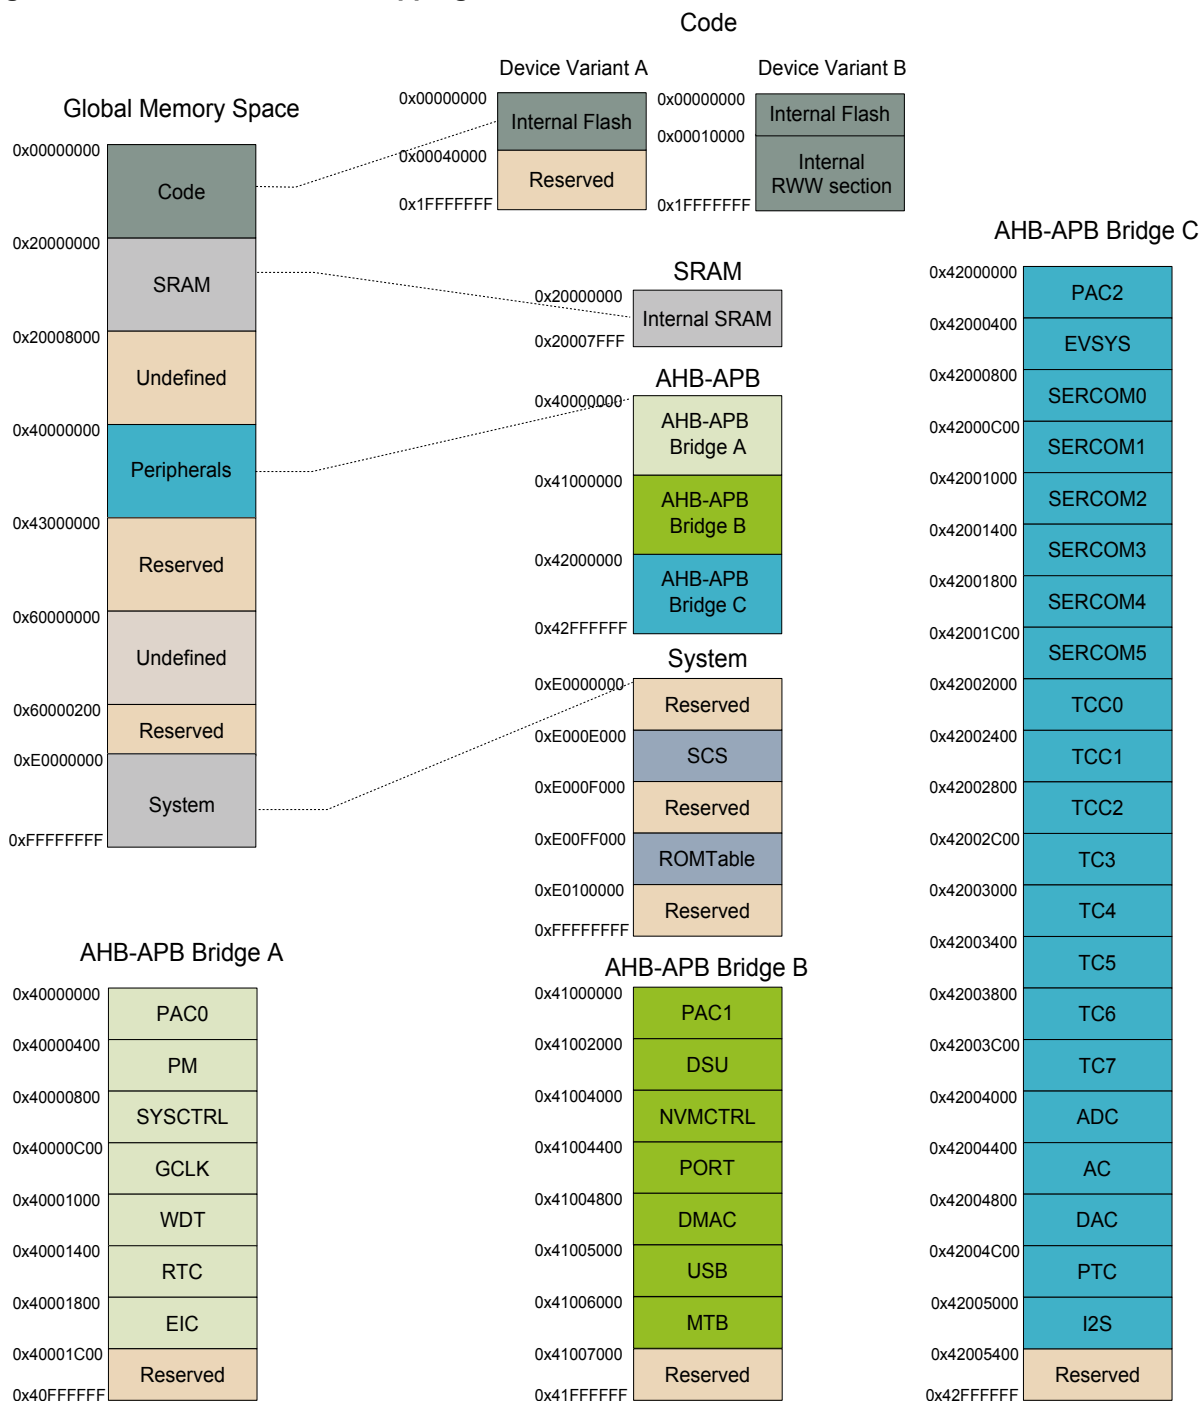 Code
Device Variant A
0x00000000
Internal Flash
0x00040000
Reserved
0x1FFFFFFF
Device Variant B
0x00000000
Internal Flash
0x00010000
Internal
RWW section
0x1FFFFFFF
Global Memory Space
0x00000000
Code
0x20000000
SRAM
0x20008000
Undefined
0x40000000
Peripherals
0x43000000
Reserved
0x60000000
Undefined
0x60000200
Reserved
0xE0000000
System
0xFFFFFFFF
SRAM
0x20000000
Internal SRAM
0x20007FFF
AHB-APB
0x40000000
AHB-APB
Bridge A
0x41000000
AHB-APB
Bridge B
0x42000000
AHB-APB
Bridge C
0x42FFFFFF
System
0xE0000000
Reserved
0xE000E000
SCS
0xE000F000
Reserved
0xE00FF000
ROMTable
0xE0100000
Reserved
0xFFFFFFFF
AHB-APB Bridge A
0x40000000
PAC0
0x40000400
PM
0x40000800
SYSCTRL
0x40000C00
GCLK
0x40001000
WDT
0x40001400
RTC
0x40001800
EIC
0x40001C00
Reserved
0x40FFFFFF
AHB-APB Bridge B
0x41000000
PAC1
0x41002000
DSU
0x41004000
NVMCTRL
0x41004400
PORT
0x41004800
DMAC
0x41005000
USB
0x41006000
MTB
0x41007000
Reserved
0x41FFFFFF
AHB-APB Bridge C
0x42000000
PAC2
0x42000400
EVSYS
0x42000800
SERCOM0
0x42000C00
SERCOM1
0x42001000
SERCOM2
0x42001400
SERCOM3
0x42001800
SERCOM4
0x42001C00
SERCOM5
0x42002000
TCC0
0x42002400
TCC1
0x42002800
TCC2
0x42002C00
TC3
0x42003000
TC4
0x42003400
TC5
0x42003800
TC6
0x42003C00
TC7
0x42004000
ADC
0x42004400
AC
0x42004800
DAC
0x42004C00
PTC
0x42005000
I2S
0x42005400
Reserved
0x42FFFFFF